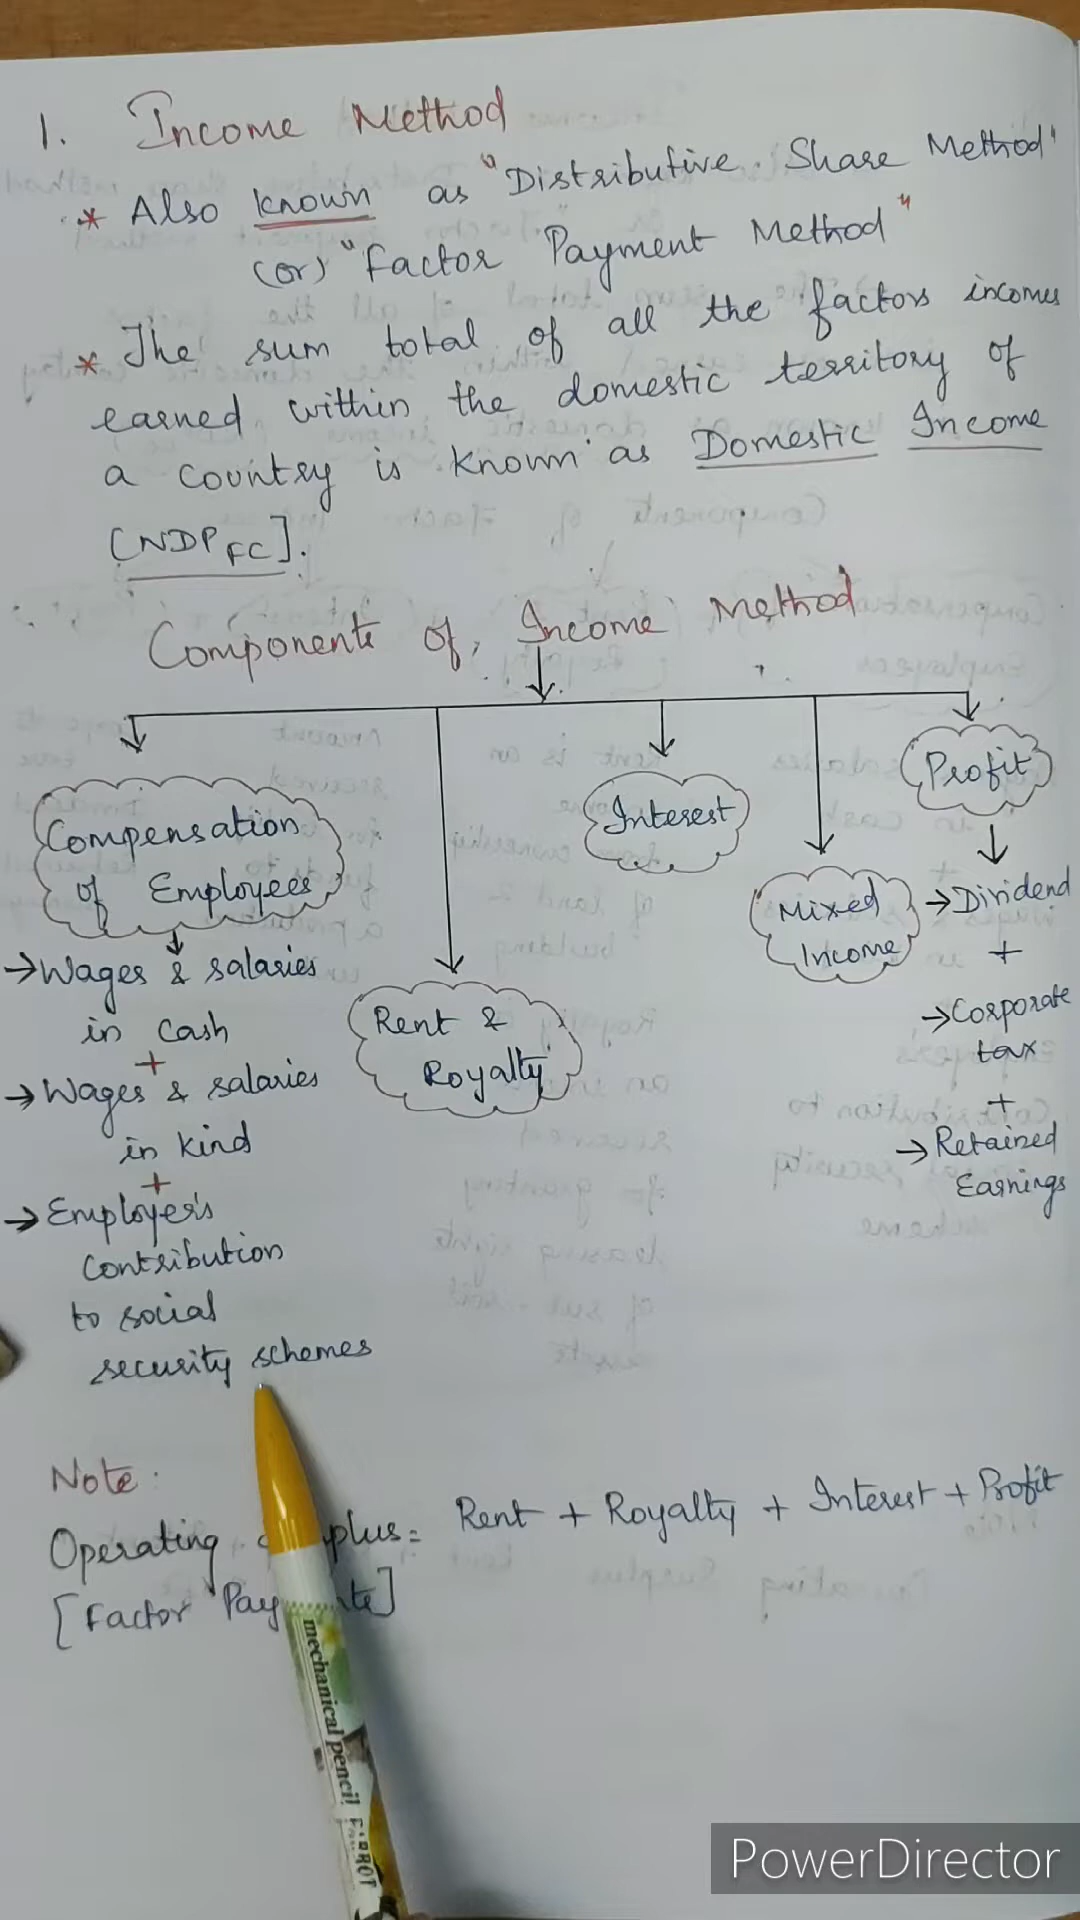 1. Income Method
* Also known as "Distributive Share Method"
(or) "Factor Payment Method"
* The sum total of all the factors incomes
earned within the domestic territory of
a country is known as Domestic Income
[NDP FC].
Components of Income Method
Compensation
of Employees
→ Wages & salaries
in cash
+
→ Wages & salaries
in kind
+
→ Employer's
contribution
to social
security schemes
Rent &
Royalty
Interest
Mixed
Income
Profit
→ Dividend
+
→ Corporate
tax
+
→ Retained
Earnings
Note:
Operating plus = Rent + Royalty + Interest + Profit
[Factor Pay
mechanical pencil PARROT
PowerDirector